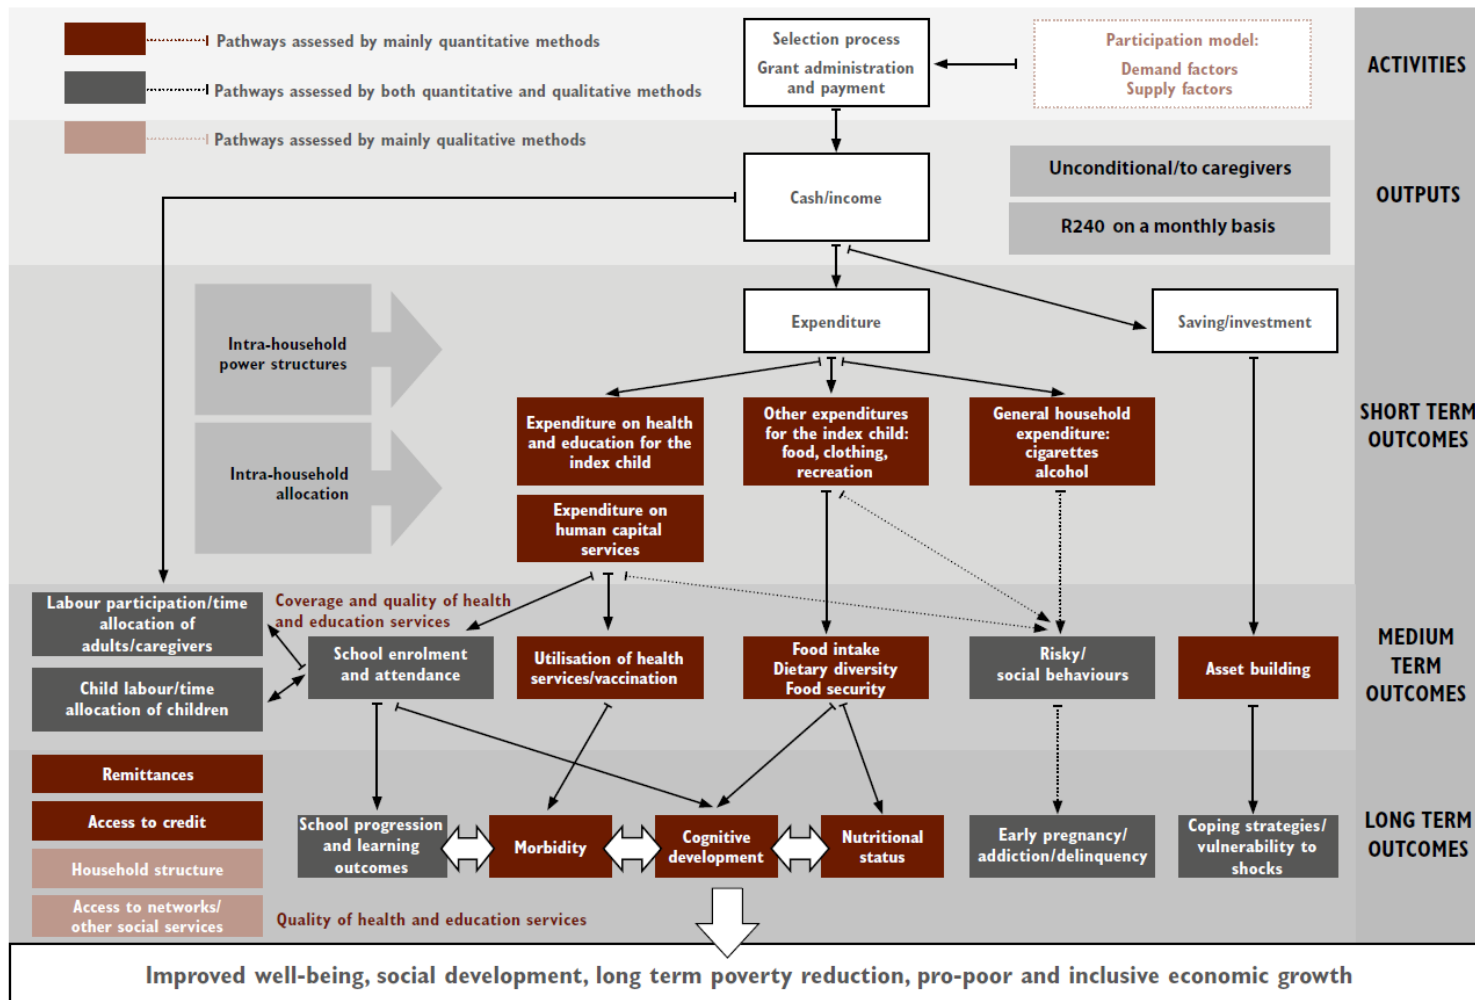 Pathways assessed by mainly quantitative methods
Pathways assessed by both quantitative and qualitative methods
Pathways assessed by mainly qualitative methods
Selection process
Grant administration
and payment
Participation model:
Demand factors
Supply factors
ACTIVITIES
Cash/income
Unconditional/to caregivers
R240 on a monthly basis
OUTPUTS
Intra-household
power structures
Intra-household
allocation
Expenditure
Saving/investment
Expenditure on health
and education for the
index child
Other expenditures
for the index child:
food, clothing,
recreation
General household
expenditure:
cigarettes
alcohol
Expenditure on
human capital
services
SHORT TERM
OUTCOMES
Labour participation/time
allocation of
adults/caregivers
Child labour/time
allocation of children
Coverage and quality of health
and education services
School enrolment
and attendance
Utilisation of health
services/vaccination
Food intake
Dietary diversity
Food security
Risky/
social behaviours
Asset building
MEDIUM
TERM
OUTCOMES
Remittances
Access to credit
Household structure
Access to networks/
other social services
School progression
and learning
outcomes
Morbidity
Cognitive
development
Nutritional
status
Early pregnancy/
addiction/delinquency
Coping strategies/
vulnerability to
shocks
Quality of health and education services
LONG TERM
OUTCOMES
Improved well-being, social development, long term poverty reduction, pro-poor and inclusive economic growth